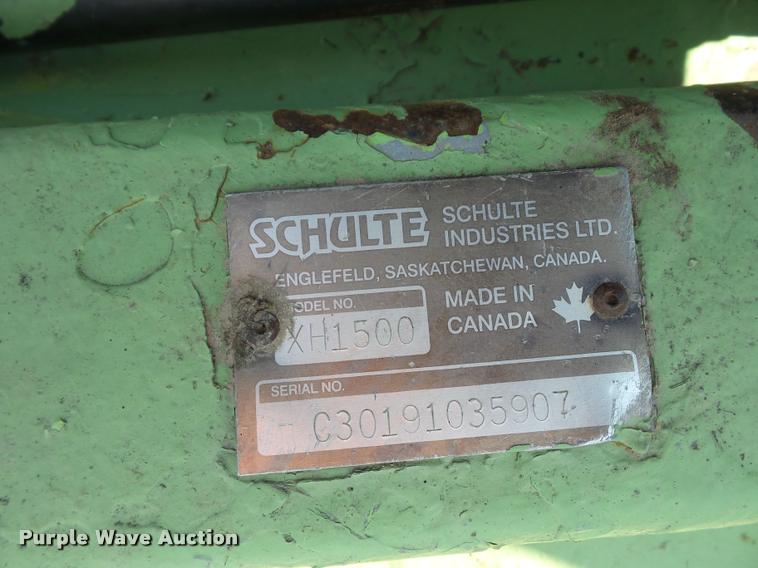 SCHULTE
SCHULTE
INDUSTRIES LTD.
ENGLEFELD, SASKATCHEWAN, CANADA.
MODEL NO.
XH1500
MADE IN
CANADA
SERIAL NO.
C30191035907
Purple Wave Auction